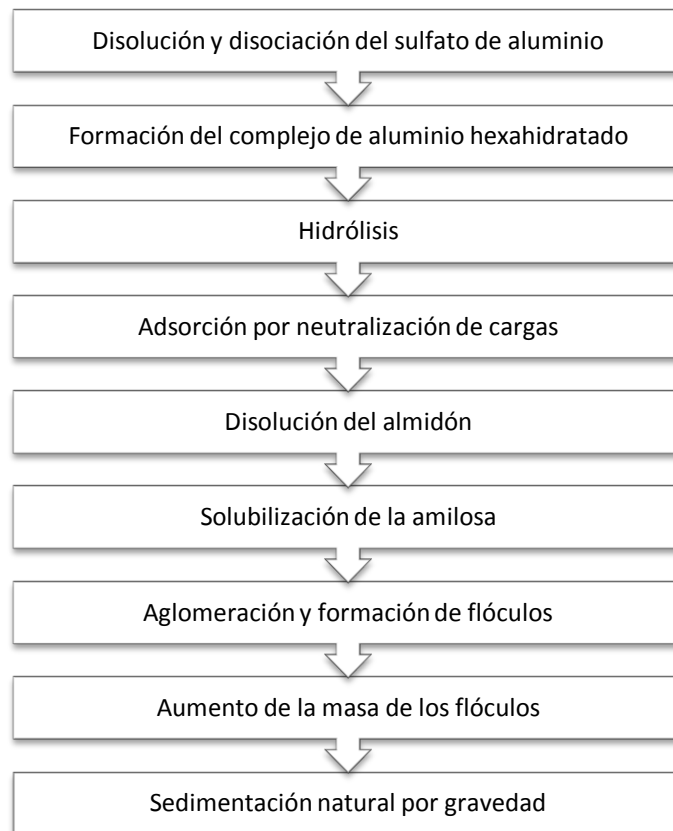 Disolución y disociación del sulfato de aluminio
Formación del complejo de aluminio hexahidratado
Hidrólisis
Adsorción por neutralización de cargas
Disolución del almidón
Solubilización de la amilosa
Aglomeración y formación de flóculos
Aumento de la masa de los flóculos
Sedimentación natural por gravedad